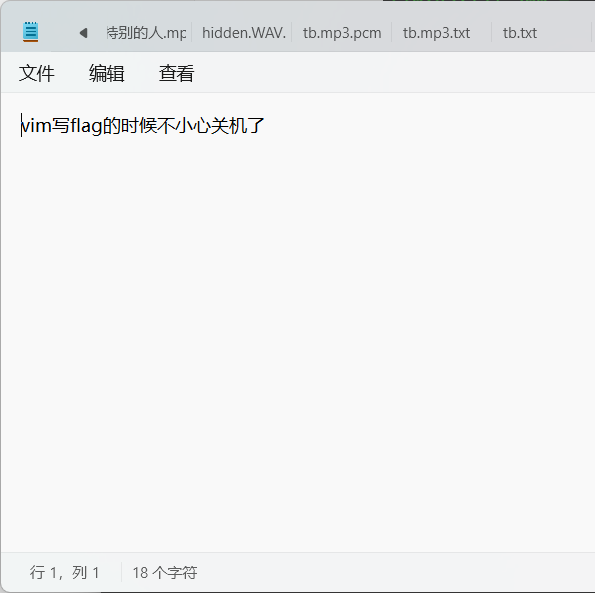 特别的人.mp
hidden.WAV.
tb.mp3.pcm
tb.mp3.txt
tb.txt
文件
编辑
查看
vim写flag的时候不小心关机了
行 1，列 1
18 个字符